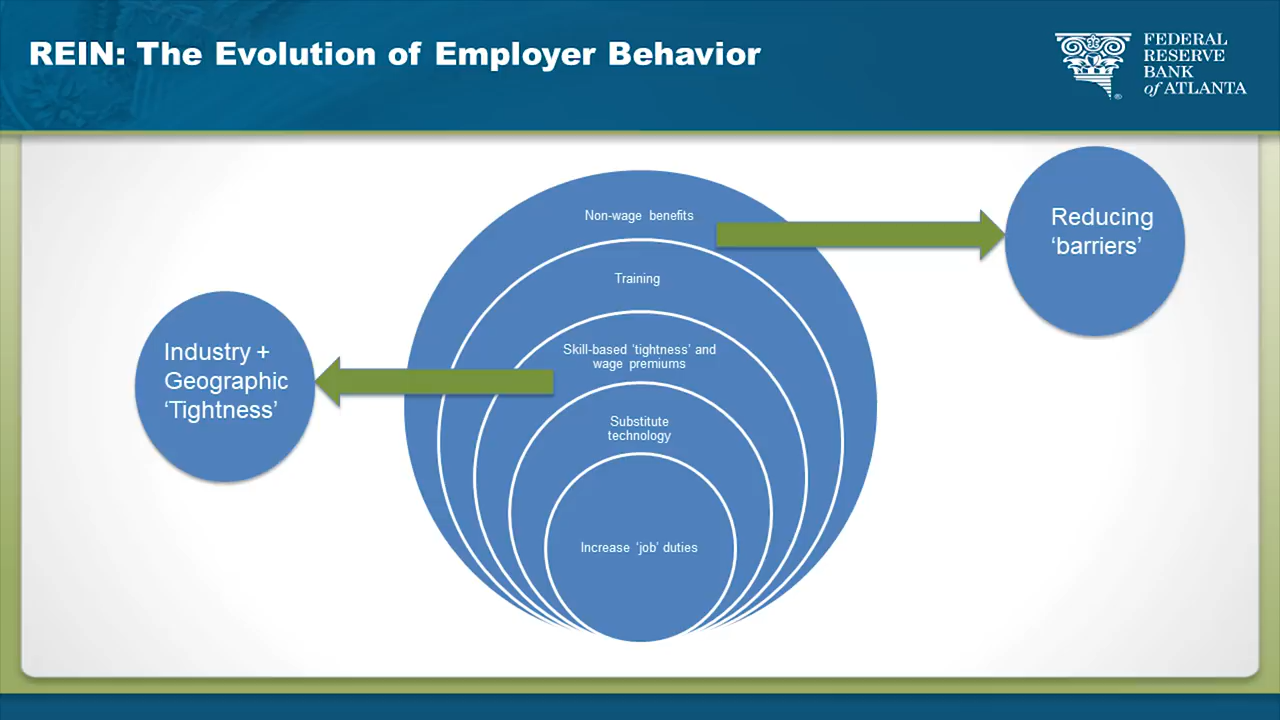 REIN: The Evolution of Employer Behavior
FEDERAL
RESERVE
BANK
of ATLANTA
®
Non-wage benefits
Reducing
‘barriers’
Training
Industry +
Geographic
‘Tightness’
Skill-based ‘tightness’ and
wage premiums
Substitute
technology
Increase ‘job’ duties